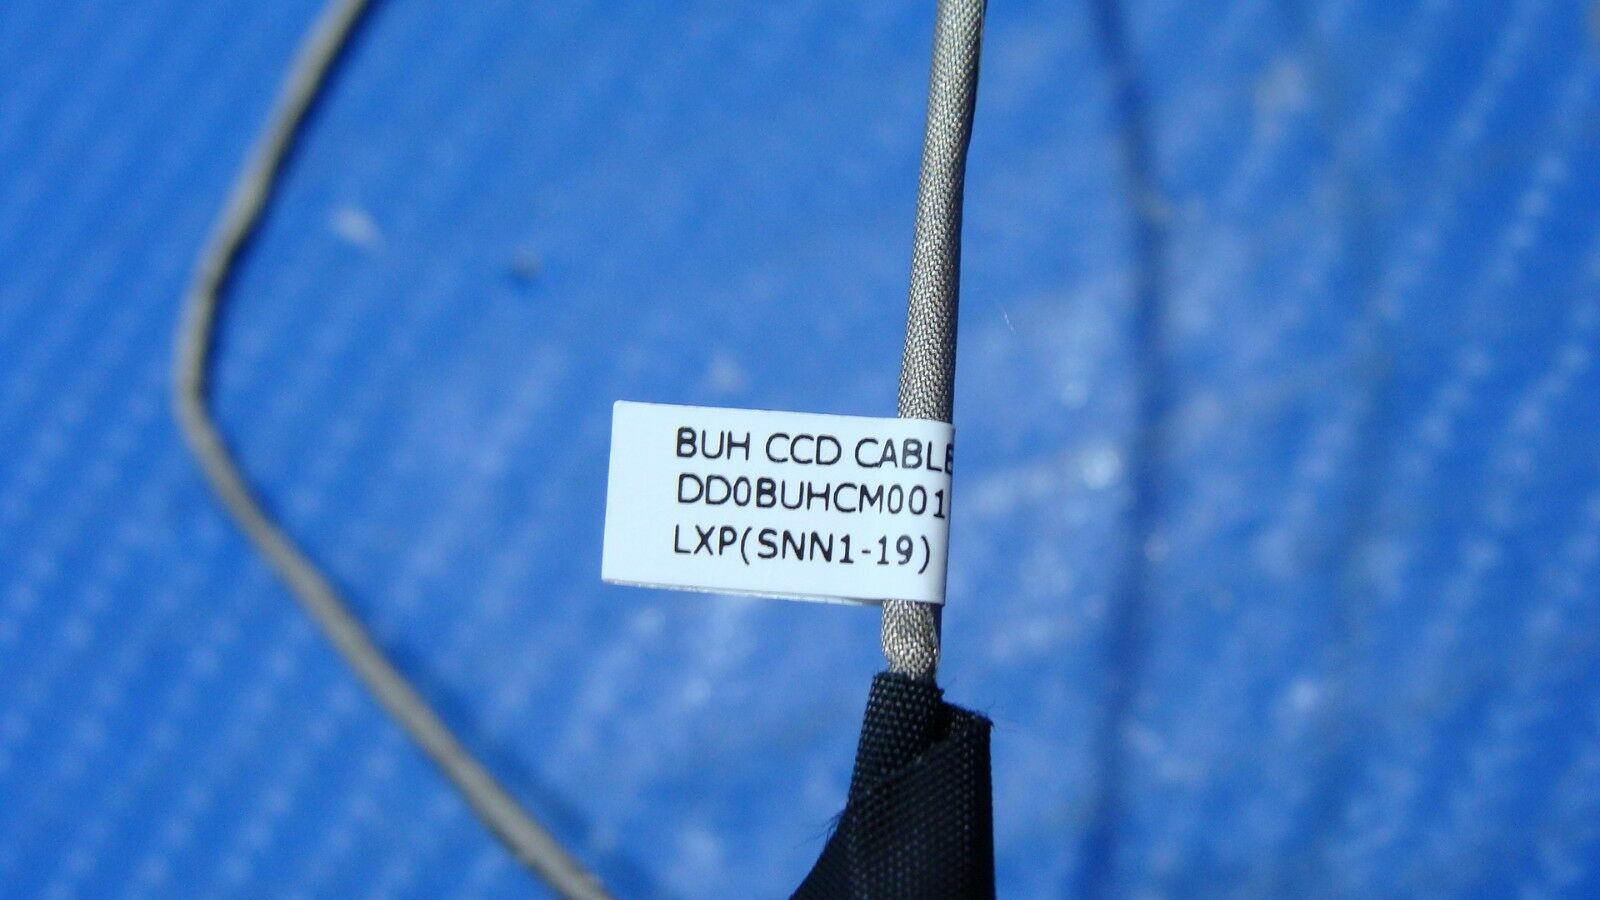 BUH CCD CABLE
DD0BUHCM001
LXP(SNN1-19)